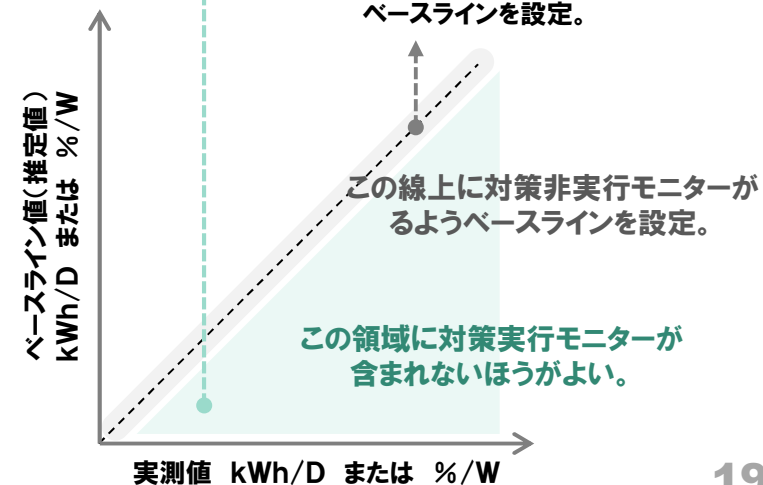 ベースラインを設定。
ベースライン値(推定値)
kWh/D または %/W
この線上に対策非実行モニターが
るようベースラインを設定。
この領域に対策実行モニターが
含まれないほうがよい。
実測値 kWh/D または %/W
19